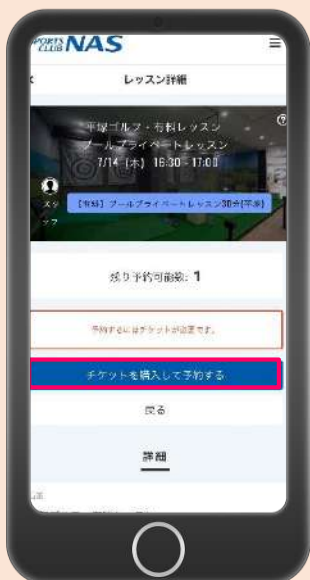 SPORTS CLUB NAS
レッスン詳細
平塚ゴルフ・有料レッスン
プールプライベートレッスン
7/14 (木) 16:30 - 17:00
スタッフ
【有料】プールプライベートレッスン30分(平塚)
残り予約可能数: 1
予約するにはチケットが必要です。
チケットを購入して予約する
戻る
詳細